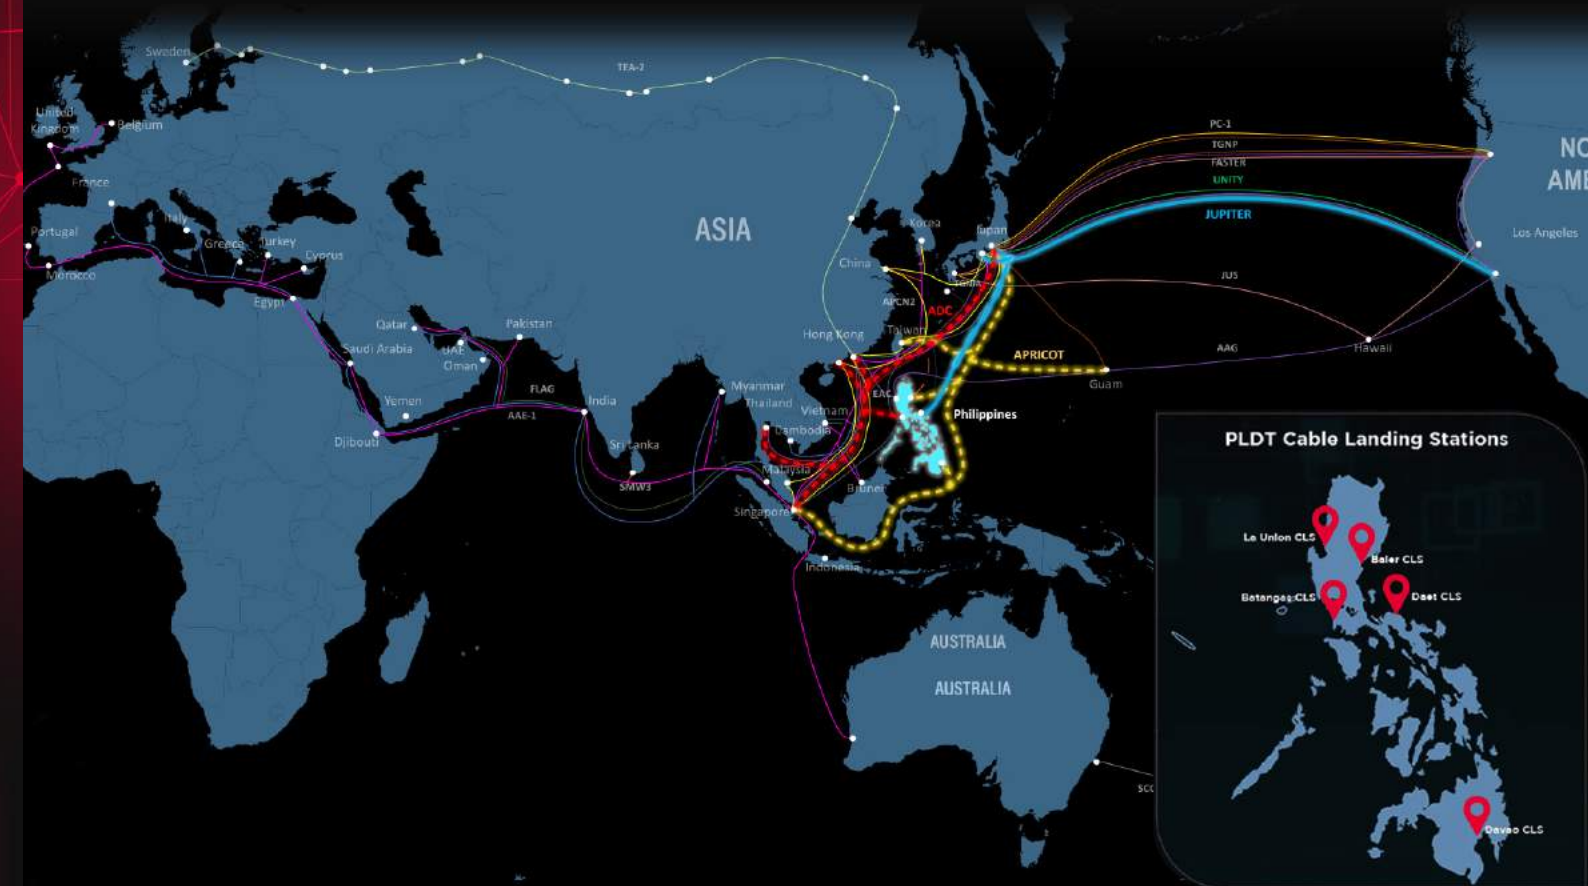 Sweden
TEA-2
United
Kingdom
Belgium
France
Portugal
Italy
Greece
Turkey
Cyprus
Morocco
Egypt
Qatar
Pakistan
Saudi Arabia
UAE
Oman
Yemen
Djibouti
FLAG
AAE-1
India
Sri Lanka
SMW3
ASIA
Myanmar
Thailand
Vietnam
Cambodia
Malaysia
Singapore
Brunei
Indonesia
Korea
Japan
China
APCN2
ADC
Taiwan
Hong Kong
EAC
Philippines
APRICOT
Guam
PC-1
TGNP
FASTER
UNITY
JUPITER
JUS
AAG
Hawaii
Los Angeles
NO
AME
AUSTRALIA
AUSTRALIA
SCC
PLDT Cable Landing Stations
La Union CLS
Baler CLS
Batangas CLS
Daet CLS
Davao CLS